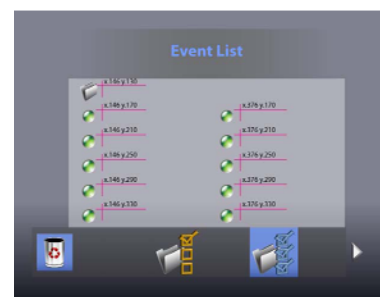 Event List
x.146 y.130
x.146 y.170 x.376 y.170
x.146 y.210 x.376 y.210
x.146 y.250 x.376 y.250
x.146 y.290 x.376 y.290
x.146 y.330 x.376 y.330